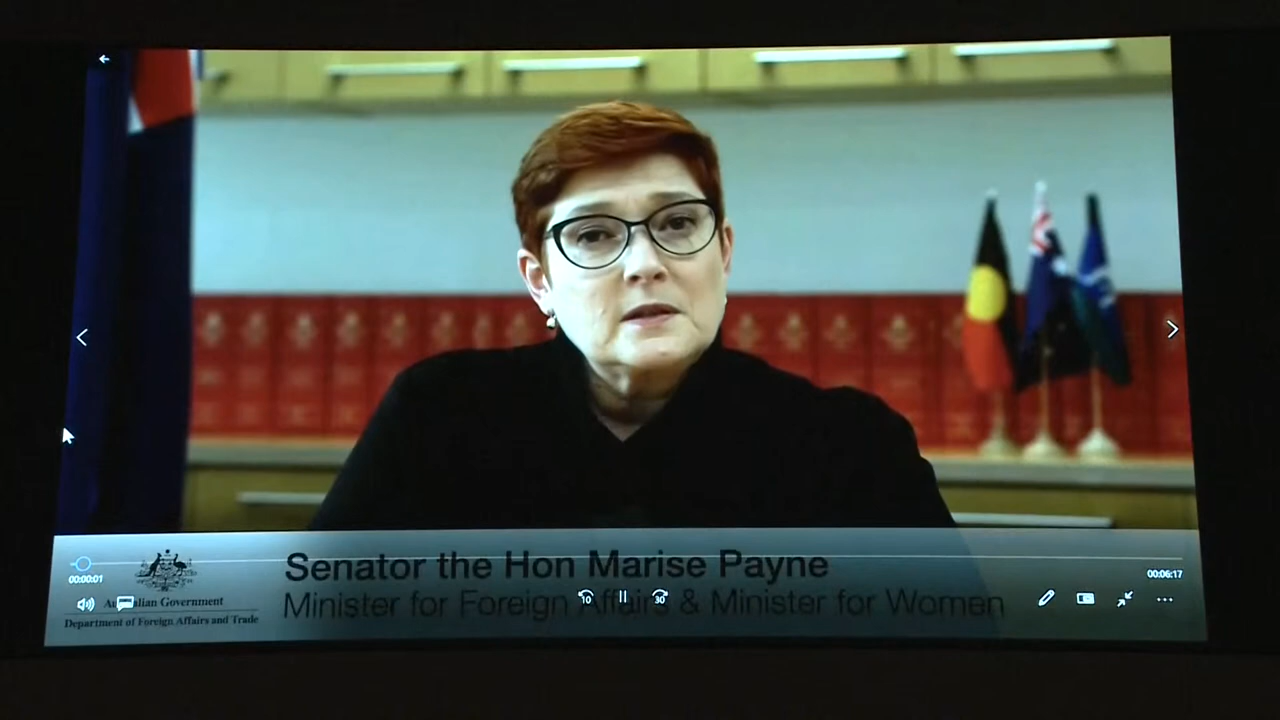 Senator the Hon Marise Payne
00:00:01
00:06:17
Australian Government
10
30
Minister for Foreign Affairs & Minister for Women
Department of Foreign Affairs and Trade